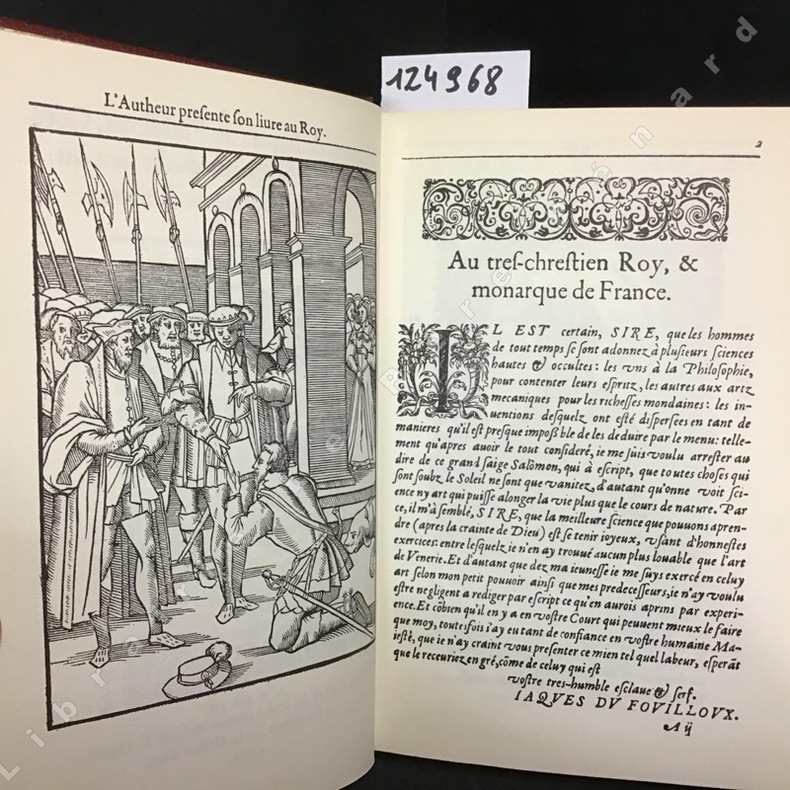 124968
L'Autheur preſente ſon liure au Roy.
2
Au treſ-chreſtien Roy, &
monarque de France.
IL EST certain, SIRE, que les hommes
de tout temps ſe ſont adonnez à pluſieurs ſciences
hautes & occultes: les vns à la Philoſophie,
pour contenter leurs eſpritz, les autres aux artz
mecaniques pour les richeſſes mondaines: les in-
uentions deſquelz ont eſté diſperſées en tant de
manieres qu'il eſt preſque impoſsible de les deduire par le menu: telle-
ment qu'apres auoir le tout conſideré, ie me ſuis voulu arreſter au
dire de ce grand ſaige Salomon, qui a eſcript, que toutes choſes qui
ſont ſoubz le Soleil ne ſont que vanitez, d'autant qu'on ne voit ſci-
ence ny art qui puiſſe alonger la vie plus que le cours de nature. Par
ce, il m'à ſemblé, SIRE, que la meilleure ſcience que pouuons apren-
dre (apres la crainte de Dieu) eſt ſe tenir ioyeux, vſant d'honneſtes
exercices: entre leſquelz ie n'en ay trouué aucun plus louable que l'art
de Venerie. Et d'autant que dez ma ieuneſſe ie me ſuys exercé en celuy
art ſelon mon petit pouuoir ainſi que mes predeceſſeurs, ie n'ay voulu
eſtre negligent a rediger par eſcript ce qu'en aurois aprins par experi-
ence. Et cõbien qu'il en y a en voſtre Court qui peuuent mieux le faire
que moy, toutesfois i'ay eu tant de confiance en voſtre humaine Ma-
ieſté, que ie n'ay craint vous preſenter ce mien tel quel labeur, eſperãt
que le receuriez en gré, cõme de celuy qui eſt
voſtre tres-humble eſclaue & ſerf.
IAQVES DV FOVILLOVX.
A ij